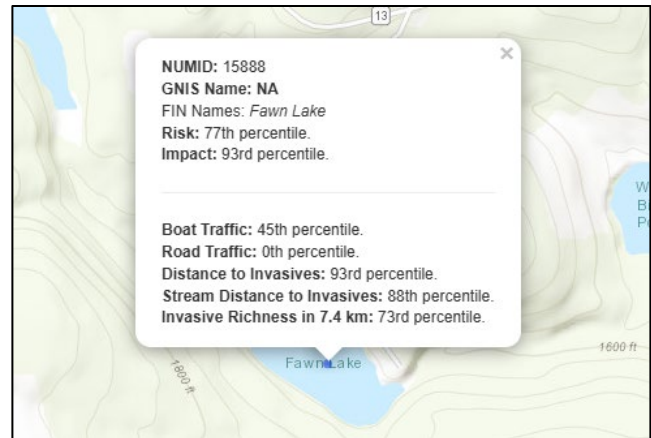 13
×
NUMID: 15888
GNIS Name: NA
FIN Names: Fawn Lake
Risk: 77th percentile.
Impact: 93rd percentile.
Boat Traffic: 45th percentile.
Road Traffic: 0th percentile.
Distance to Invasives: 93rd percentile.
Stream Distance to Invasives: 88th percentile.
Invasive Richness in 7.4 km: 73rd percentile.
W
Bi
Po
1600 ft
Fawn Lake
1800 ft